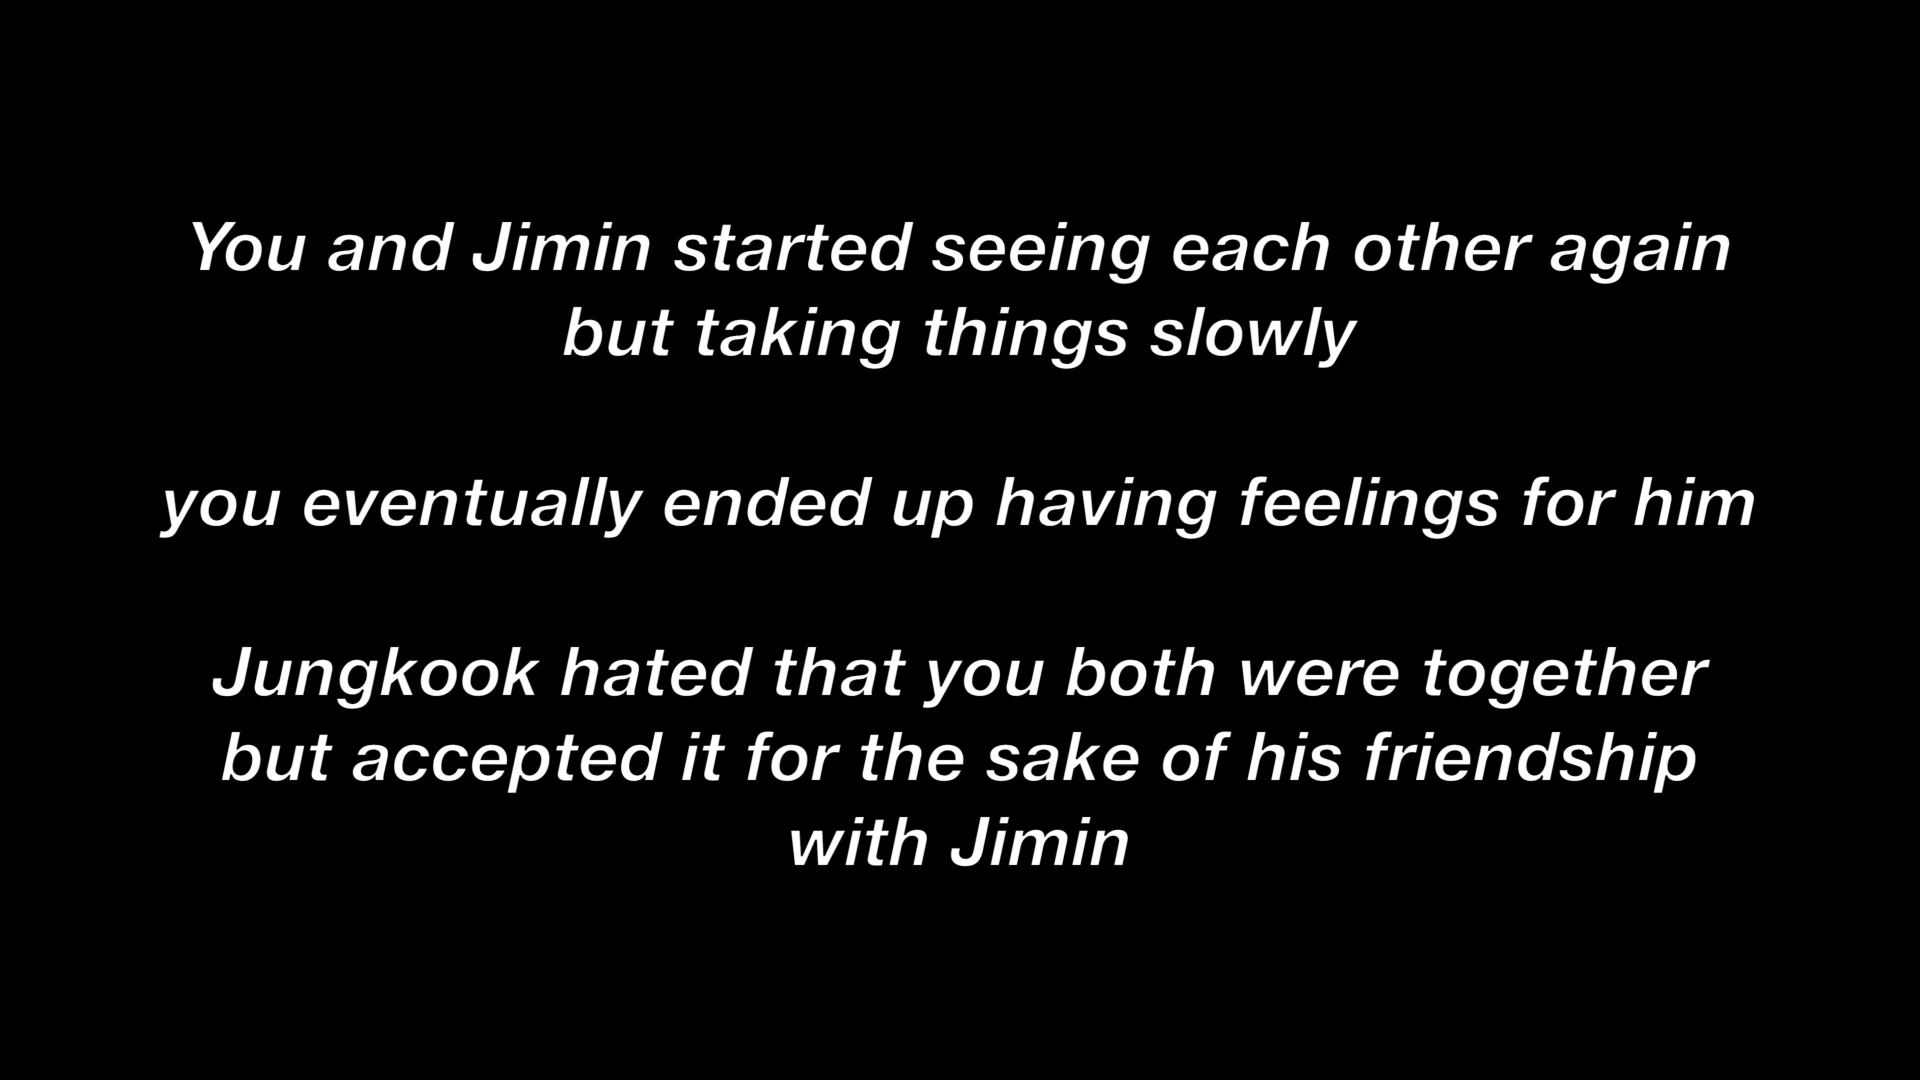 You and Jimin started seeing each other again
but taking things slowly
you eventually ended up having feelings for him
Jungkook hated that you both were together
but accepted it for the sake of his friendship
with Jimin